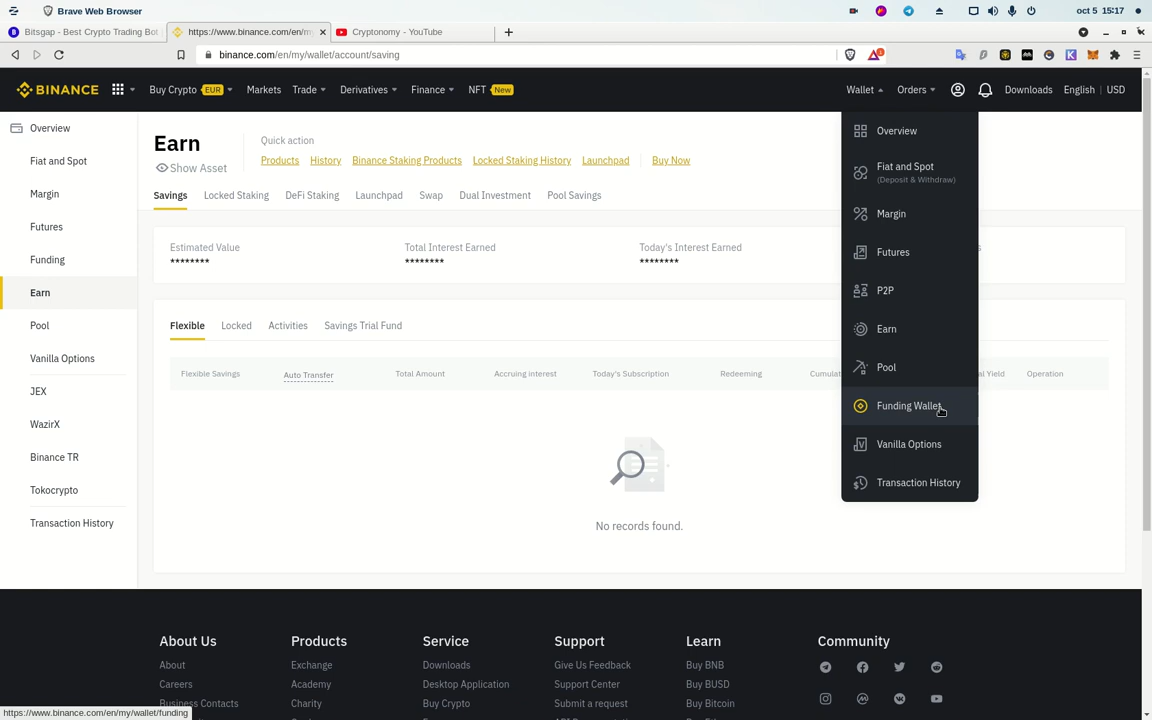 Brave Web Browser
oct 5 15:17
Bitsgap - Best Crypto Trading Bot
https://www.binance.com/en/m
Cryptonomy - YouTube
binance.com/en/my/wallet/account/saving
BINANCE
Buy Crypto EUR
Markets
Trade
Derivatives
Finance
NFT New
Wallet
Orders
Downloads
English
USD
Overview
Fiat and Spot
Margin
Futures
Funding
Earn
Pool
Vanilla Options
JEX
WazirX
Binance TR
Tokocrypto
Transaction History
Earn
Show Asset
Quick action
Products
History
Binance Staking Products
Locked Staking History
Launchpad
Buy Now
Savings
Locked Staking
DeFi Staking
Launchpad
Swap
Dual Investment
Pool Savings
Estimated Value
********
Total Interest Earned
********
Today's Interest Earned
********
Flexible
Locked
Activities
Savings Trial Fund
Flexible Savings
Auto Transfer
Total Amount
Accruing interest
Today's Subscription
Redeeming
Operation
No records found.
Overview
Fiat and Spot
(Deposit & Withdraw)
Margin
Futures
P2P
Earn
Pool
Funding Wallet
Vanilla Options
Transaction History
About Us
About
Careers
Business Contacts
Products
Exchange
Academy
Charity
Service
Downloads
Desktop Application
Buy Crypto
Support
Give Us Feedback
Support Center
Submit a request
Learn
Buy BNB
Buy BUSD
Buy Bitcoin
Community
https://www.binance.com/en/my/wallet/funding